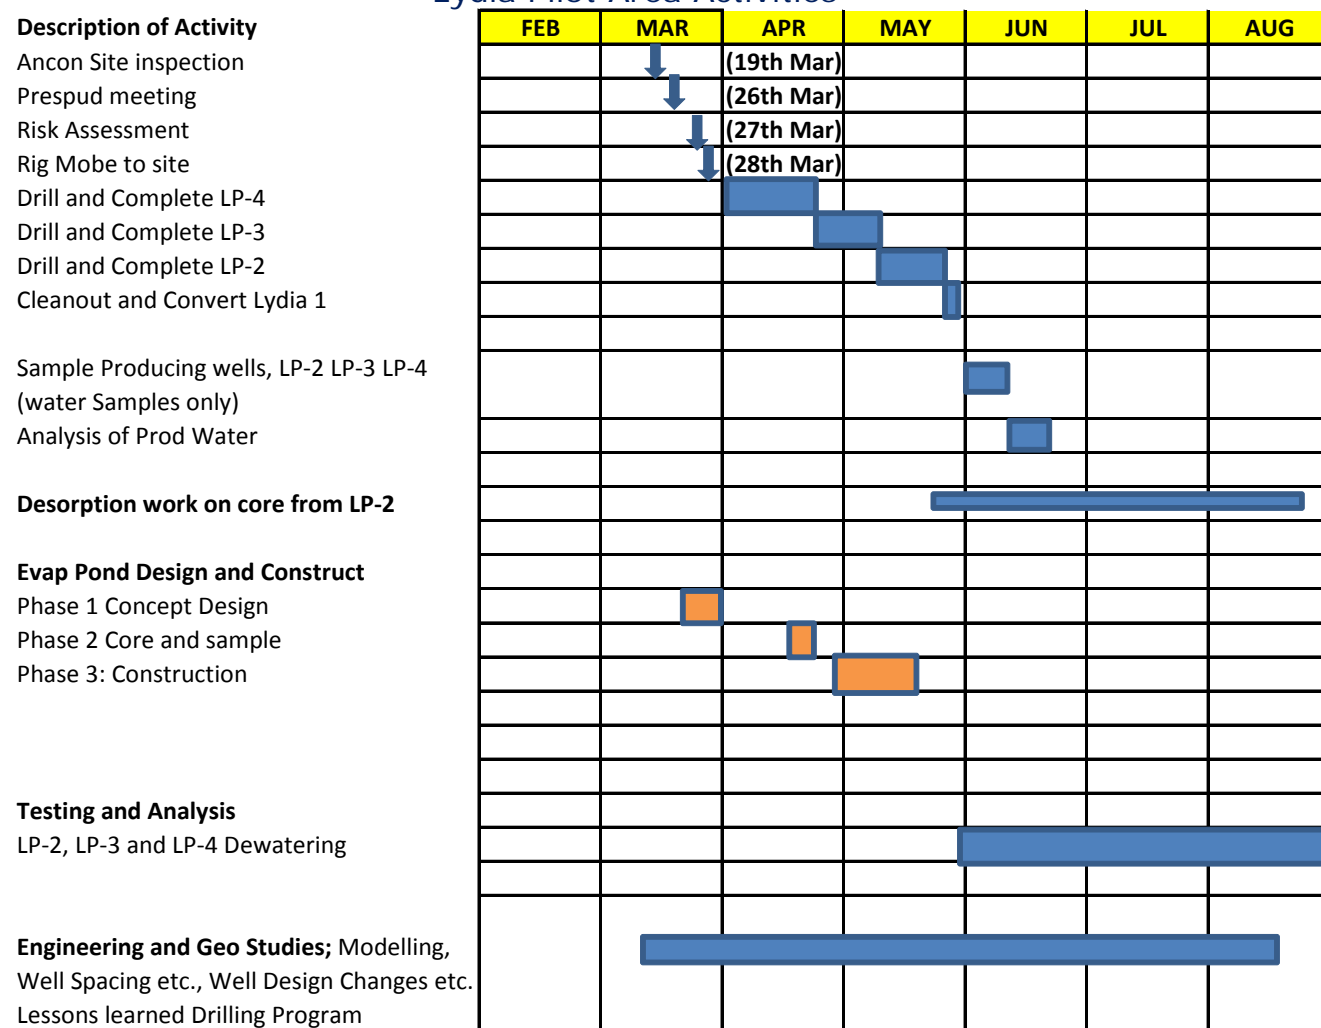 Lydia Pilot Area Activities
Description of Activity FEB MAR APR MAY JUN JUL AUG
Ancon Site inspection (19th Mar)
Prespud meeting (26th Mar)
Risk Assessment (27th Mar)
Rig Mobe to site (28th Mar)
Drill and Complete LP-4
Drill and Complete LP-3
Drill and Complete LP-2
Cleanout and Convert Lydia 1
Sample Producing wells, LP-2 LP-3 LP-4
(water Samples only)
Analysis of Prod Water
Desorption work on core from LP-2
Evap Pond Design and Construct
Phase 1 Concept Design
Phase 2 Core and sample
Phase 3: Construction
Testing and Analysis
LP-2, LP-3 and LP-4 Dewatering
Engineering and Geo Studies; Modelling,
Well Spacing etc., Well Design Changes etc.
Lessons learned Drilling Program